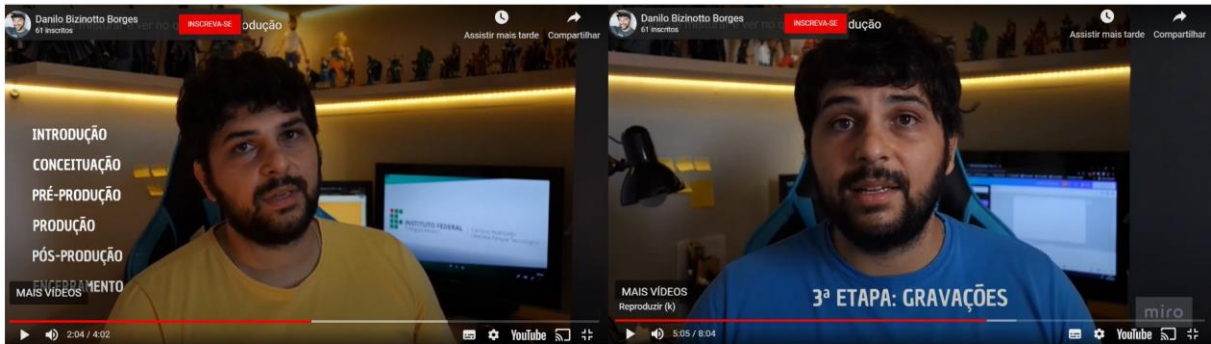 Danilo Bizinotto Borges
61 inscritos
INSCREVA-SE
odução
Assistir mais tarde Compartilhar
INTRODUÇÃO
CONCEITUAÇÃO
PRÉ-PRODUÇÃO
PRODUÇÃO
PÓS-PRODUÇÃO
ENCERRAMENTO
MAIS VÍDEOS
INSTITUTO FEDERAL
2:04 / 4:02
YouTube
Danilo Bizinotto Borges
61 inscritos
INSCREVA-SE
dução
Assistir mais tarde Compartilhar
MAIS VÍDEOS
Reproduzir (k)
3ª ETAPA: GRAVAÇÕES
miro
5:05 / 8:04
YouTube